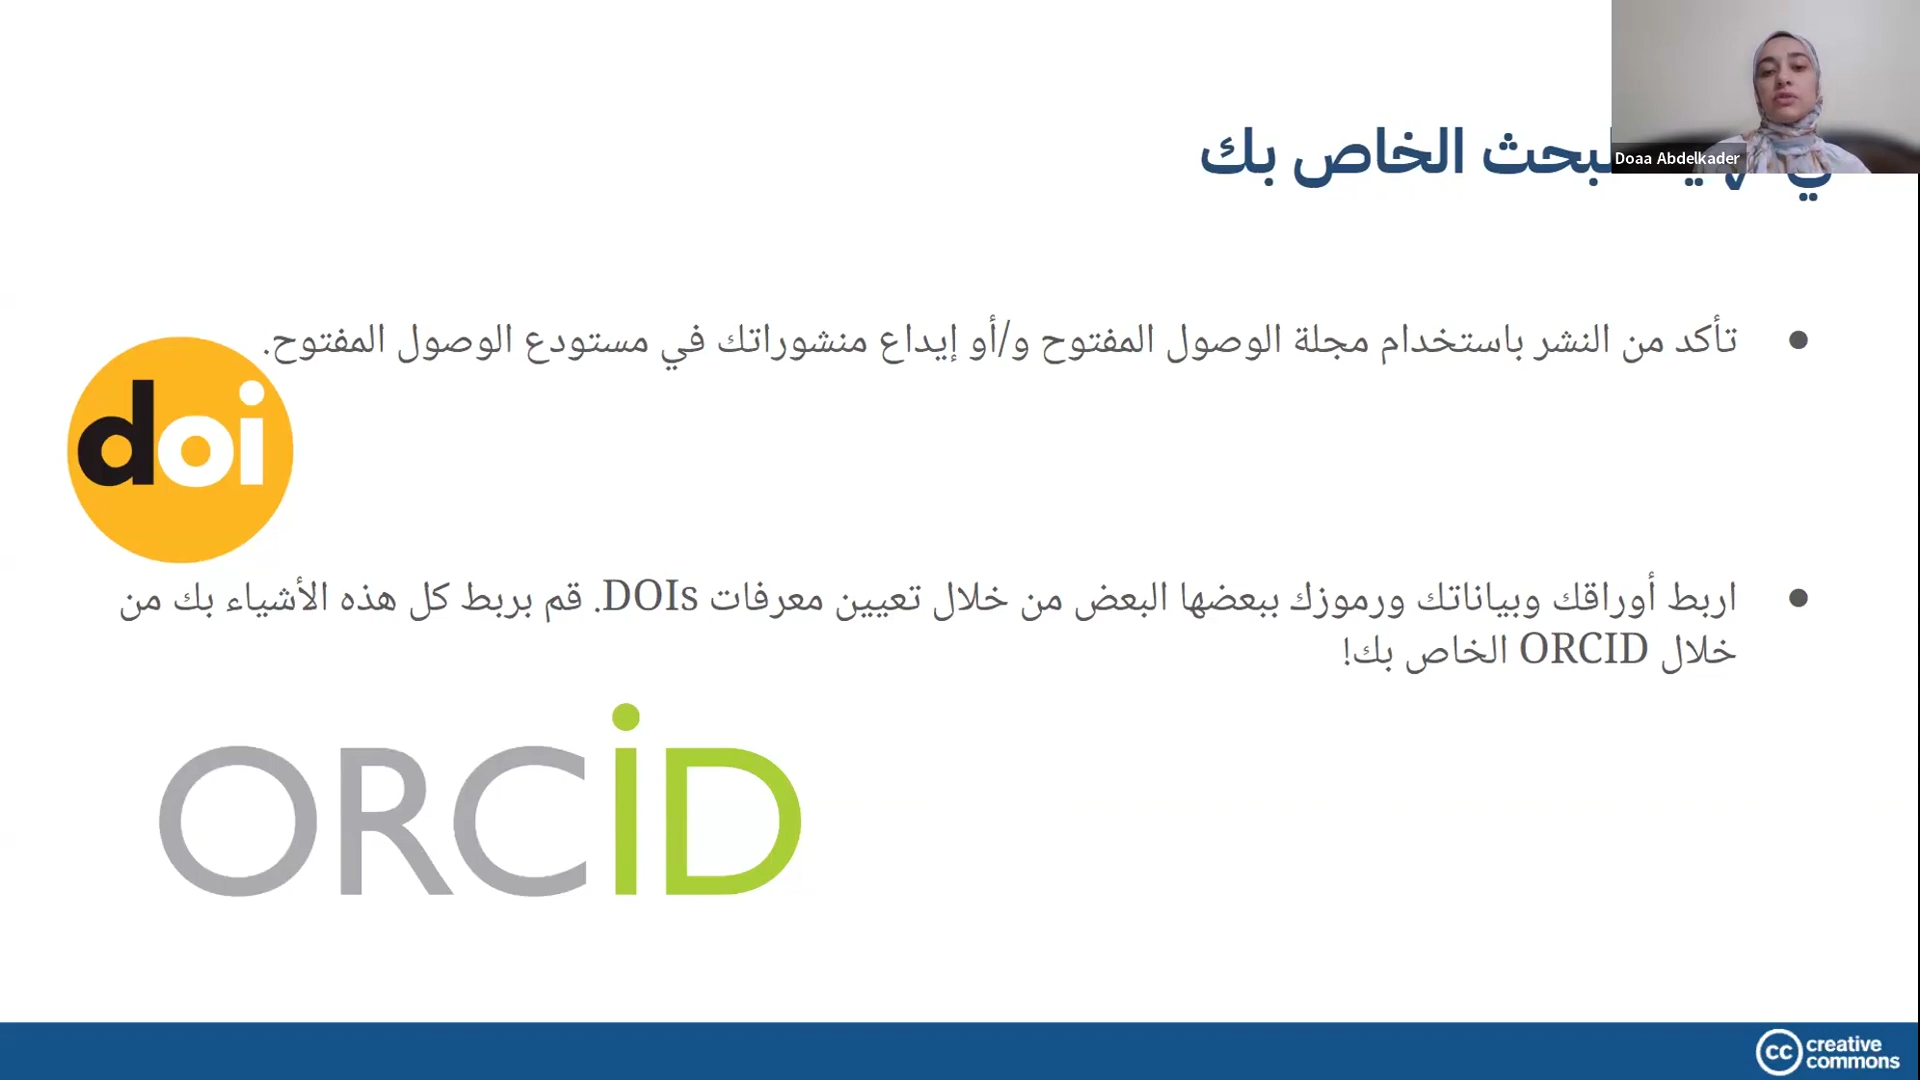 البحث الخاص بك
Doaa Abdelkader
تأكد من النشر باستخدام مجلة الوصول المفتوح و/أو إيداع منشوراتك في مستودع الوصول المفتوح.
doi
اربط أوراقك وبياناتك ورموزك ببعضها البعض من خلال تعيين معرفات DOIs. قم بربط كل هذه الأشياء بك من
خلال ORCID الخاص بك!
ORCiD
cc creative
commons